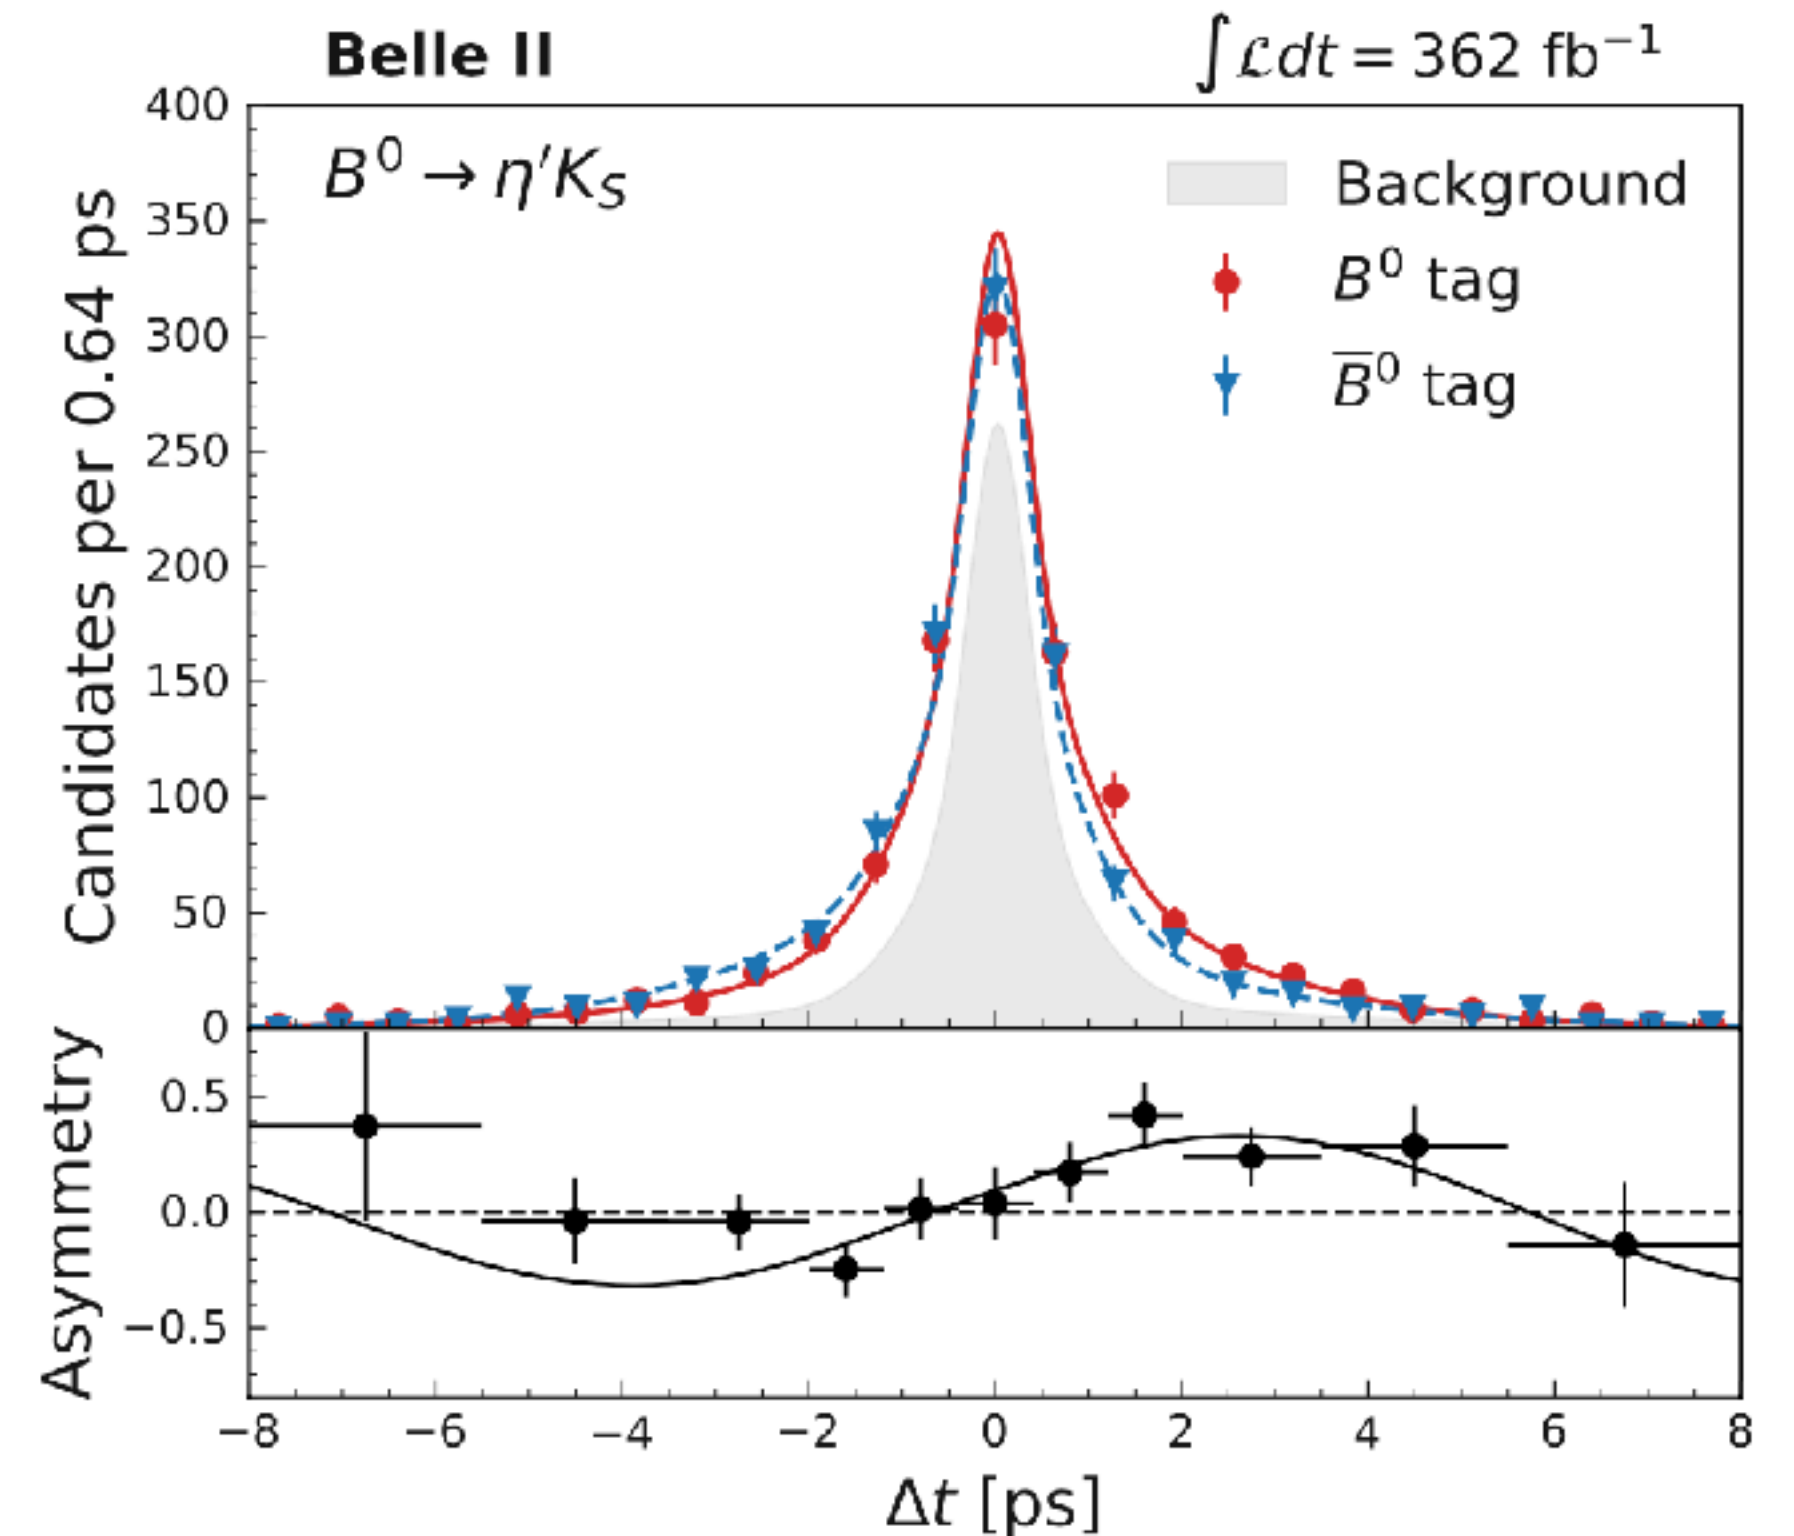 Belle II
∫ℒdt = 362 fb⁻¹
B⁰ → η′K_S
Background
B⁰ tag
B̅⁰ tag
Candidates per 0.64 ps
400
350
300
250
200
150
100
50
0
Asymmetry
0.5
0.0
−0.5
−8 −6 −4 −2 0 2 4 6 8
Δt [ps]